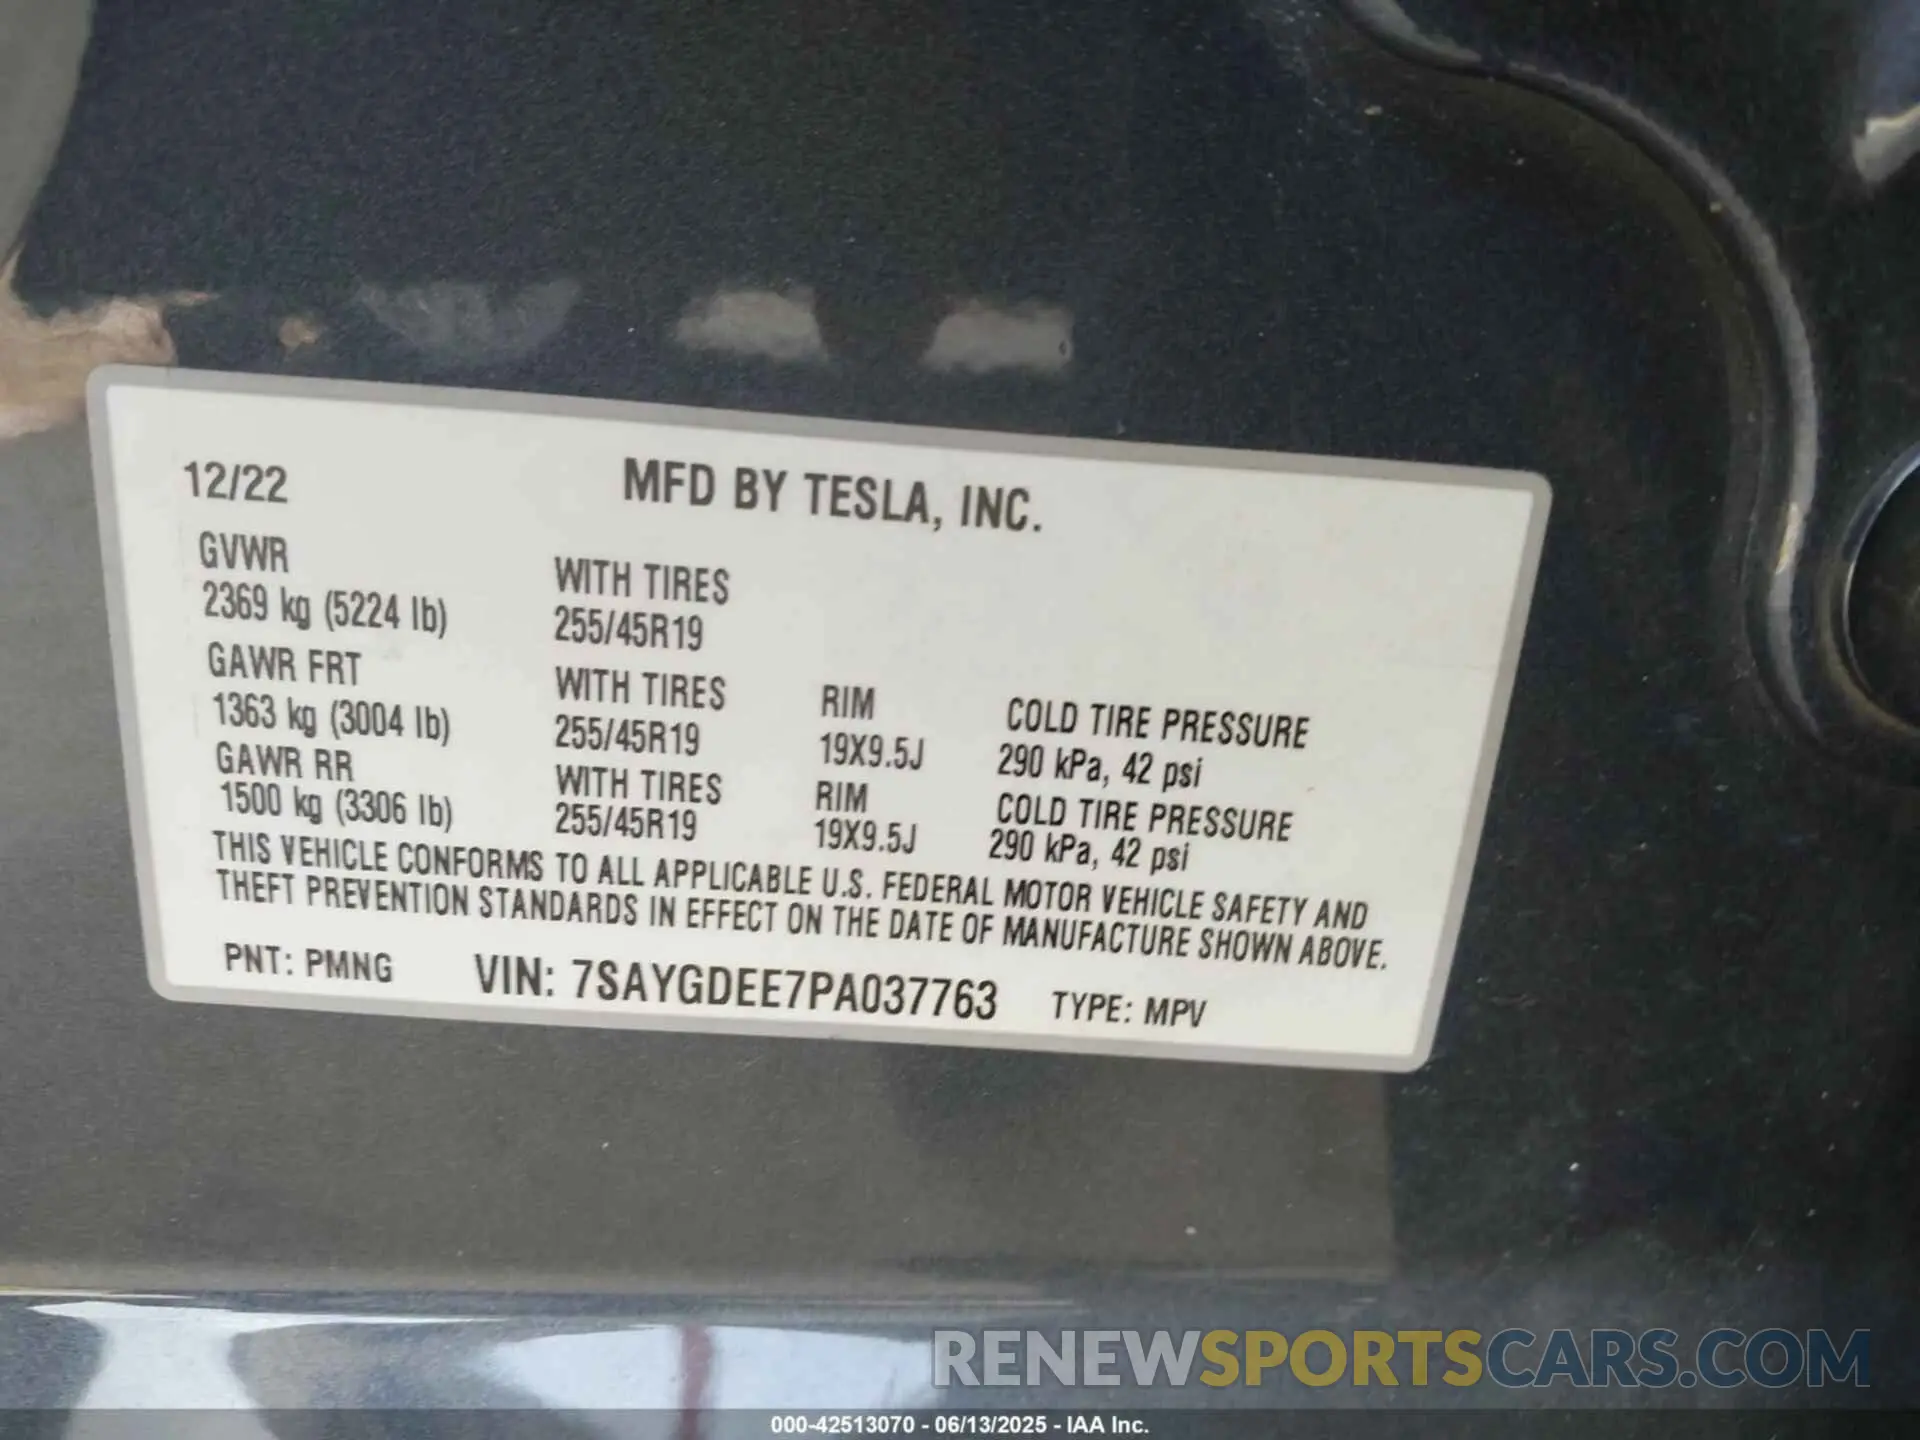 12/22 MFD BY TESLA, INC.
GVWR WITH TIRES
2369 kg (5224 lb) 255/45R19
GAWR FRT WITH TIRES RIM COLD TIRE PRESSURE
1363 kg (3004 lb) 255/45R19 19X9.5J 290 kPa, 42 psi
GAWR RR WITH TIRES RIM COLD TIRE PRESSURE
1500 kg (3306 lb) 255/45R19 19X9.5J 290 kPa, 42 psi
THIS VEHICLE CONFORMS TO ALL APPLICABLE U.S. FEDERAL MOTOR VEHICLE SAFETY AND
THEFT PREVENTION STANDARDS IN EFFECT ON THE DATE OF MANUFACTURE SHOWN ABOVE.
PNT: PMNG VIN: 7SAYGDEE7PA037763 TYPE: MPV
RENEWSPORTSCARS.COM
000-42513070 - 06/13/2025 - IAA Inc.